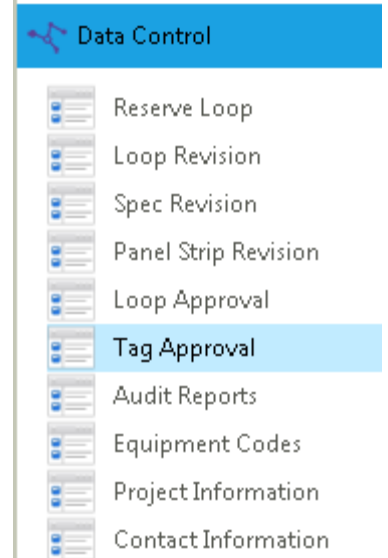 Data Control
Reserve Loop
Loop Revision
Spec Revision
Panel Strip Revision
Loop Approval
Tag Approval
Audit Reports
Equipment Codes
Project Information
Contact Information